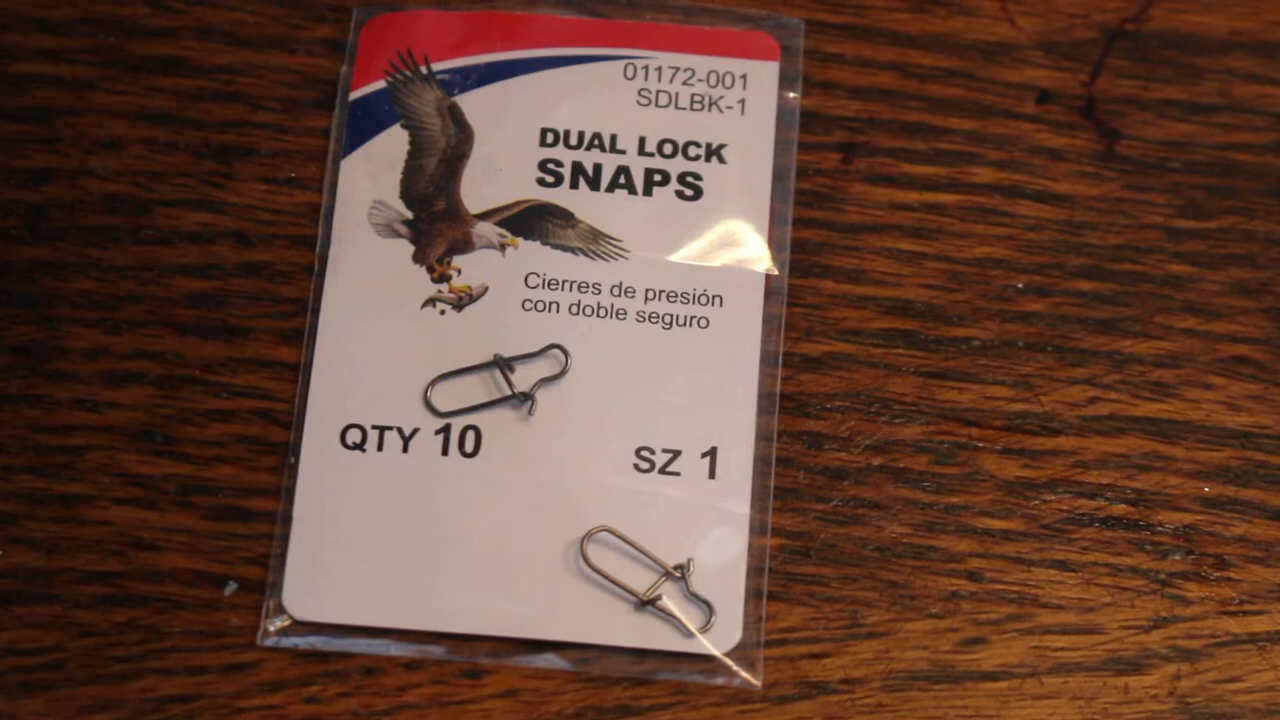 01172-001
SDLBK-1
DUAL LOCK
SNAPS
Cierres de presión
con doble seguro
QTY 10
SZ 1